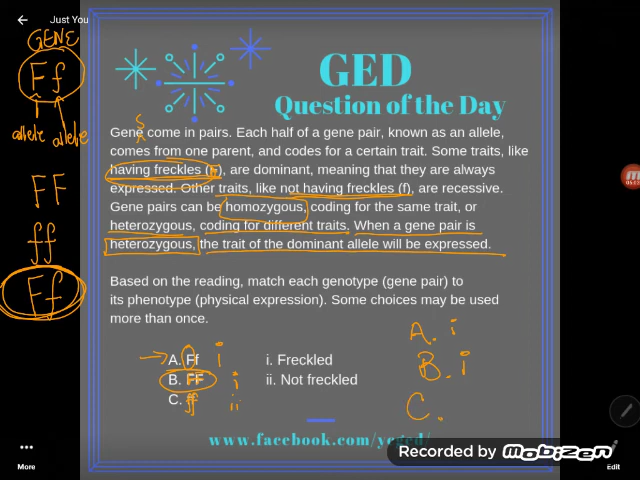 Just You
GENE
Ff
allele allele
FF
ff
Ff
GED
Question of the Day
s
Gene come in pairs. Each half of a gene pair, known as an allele,
comes from one parent, and codes for a certain trait. Some traits, like
having freckles (F), are dominant, meaning that they are always
expressed. Other traits, like not having freckles (f), are recessive.
Gene pairs can be homozygous, coding for the same trait, or
heterozygous, coding for different traits. When a gene pair is
heterozygous, the trait of the dominant allele will be expressed.
Based on the reading, match each genotype (gene pair) to
its phenotype (physical expression). Some choices may be used
more than once.
A. Ff i
B. FF i
C. ff ii
i. Freckled
ii. Not freckled
A. i
B. i
C.
www.facebook.com/ycged/
Recorded by Mobizen
More
Edit